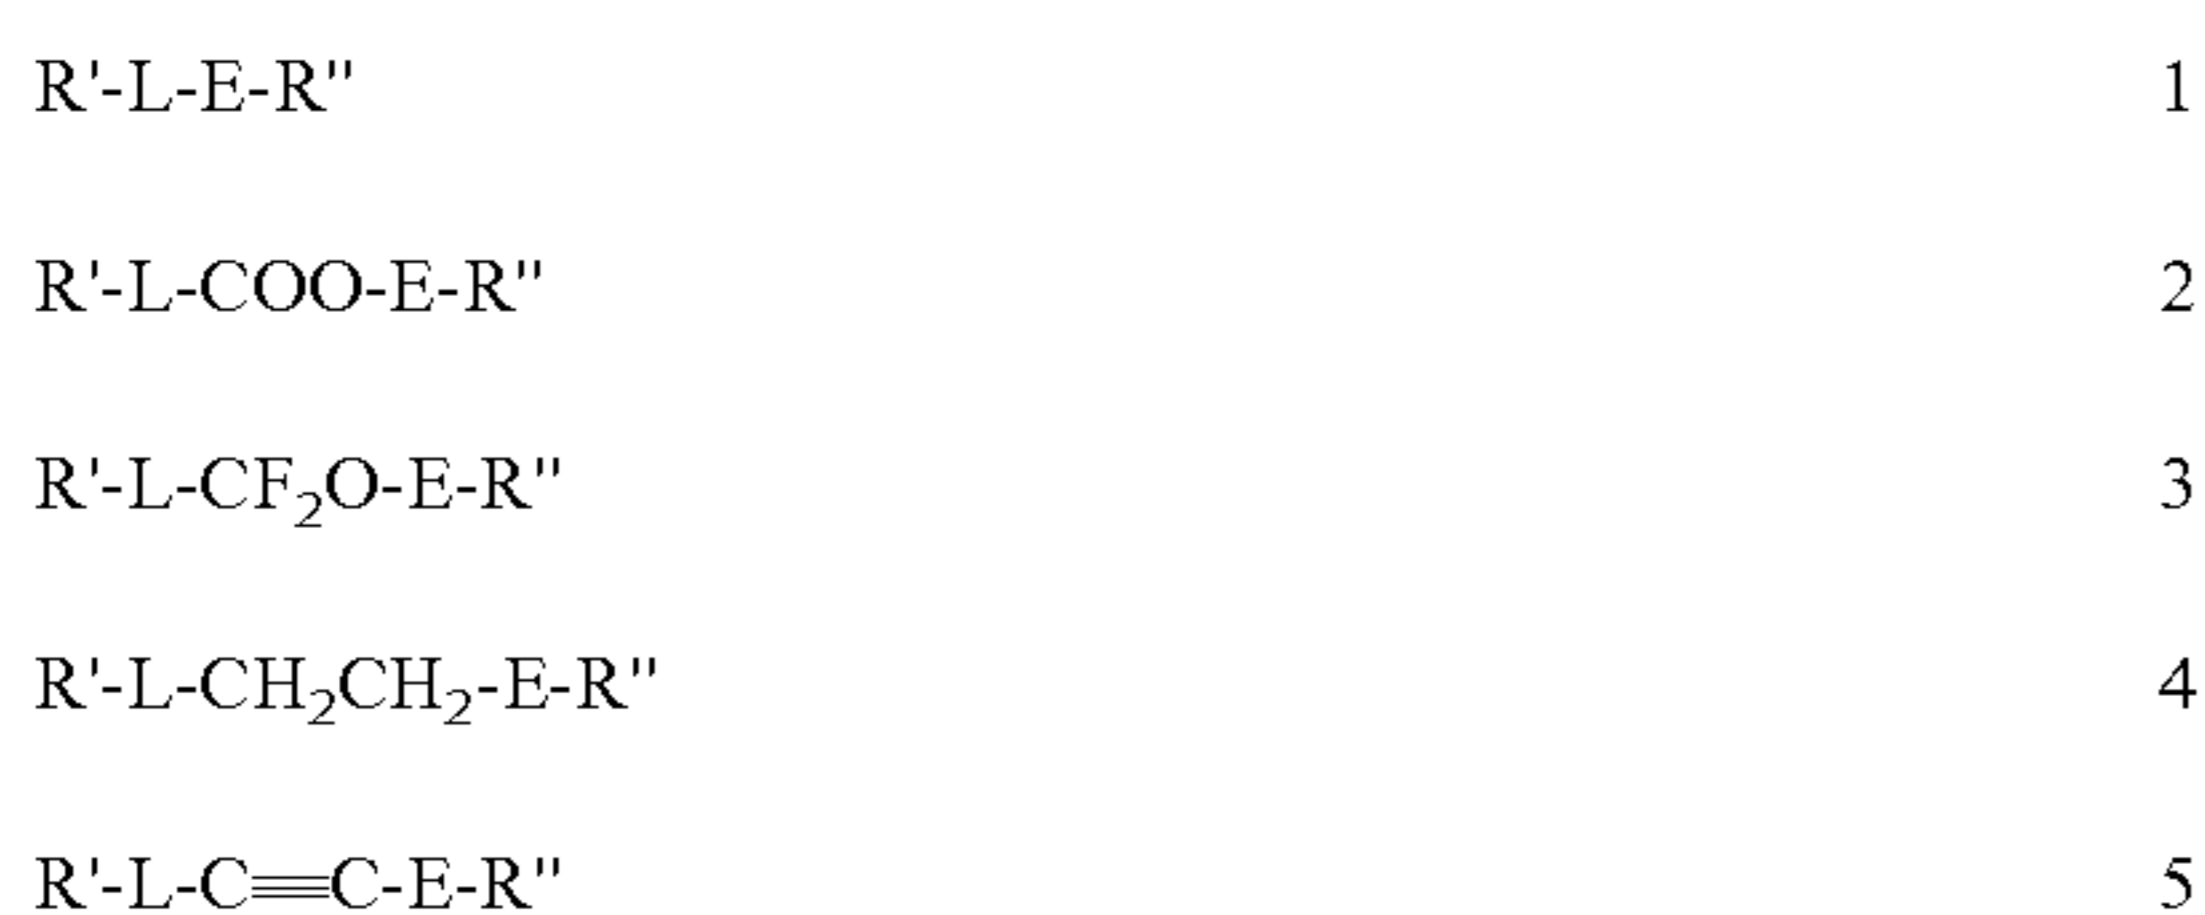 R'-L-E-R" 1
R'-L-COO-E-R" 2
R'-L-CF₂O-E-R" 3
R'-L-CH₂CH₂-E-R" 4
R'-L-C≡C-E-R" 5